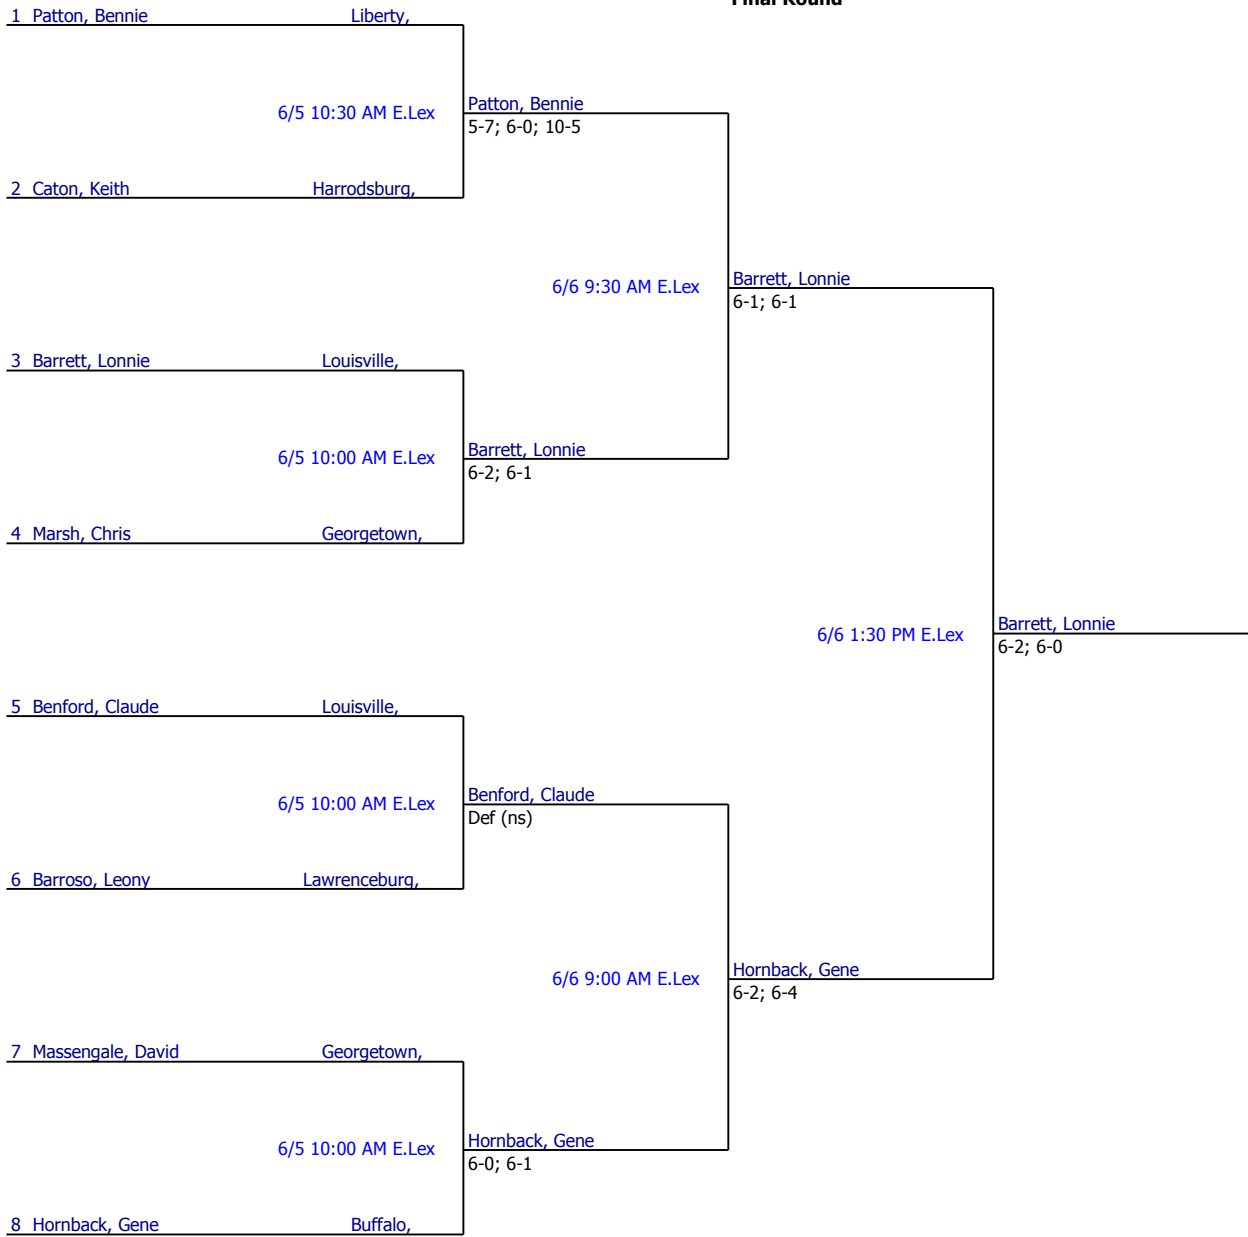 Final Round
1 Patton, Bennie Liberty,
6/5 10:30 AM E.Lex
Patton, Bennie
5-7; 6-0; 10-5
2 Caton, Keith Harrodsburg,
6/6 9:30 AM E.Lex
Barrett, Lonnie
6-1; 6-1
3 Barrett, Lonnie Louisville,
6/5 10:00 AM E.Lex
Barrett, Lonnie
6-2; 6-1
4 Marsh, Chris Georgetown,
6/6 1:30 PM E.Lex
Barrett, Lonnie
6-2; 6-0
5 Benford, Claude Louisville,
6/5 10:00 AM E.Lex
Benford, Claude
Def (ns)
6 Barroso, Leony Lawrenceburg,
6/6 9:00 AM E.Lex
Hornback, Gene
6-2; 6-4
7 Massengale, David Georgetown,
6/5 10:00 AM E.Lex
Hornback, Gene
6-0; 6-1
8 Hornback, Gene Buffalo,